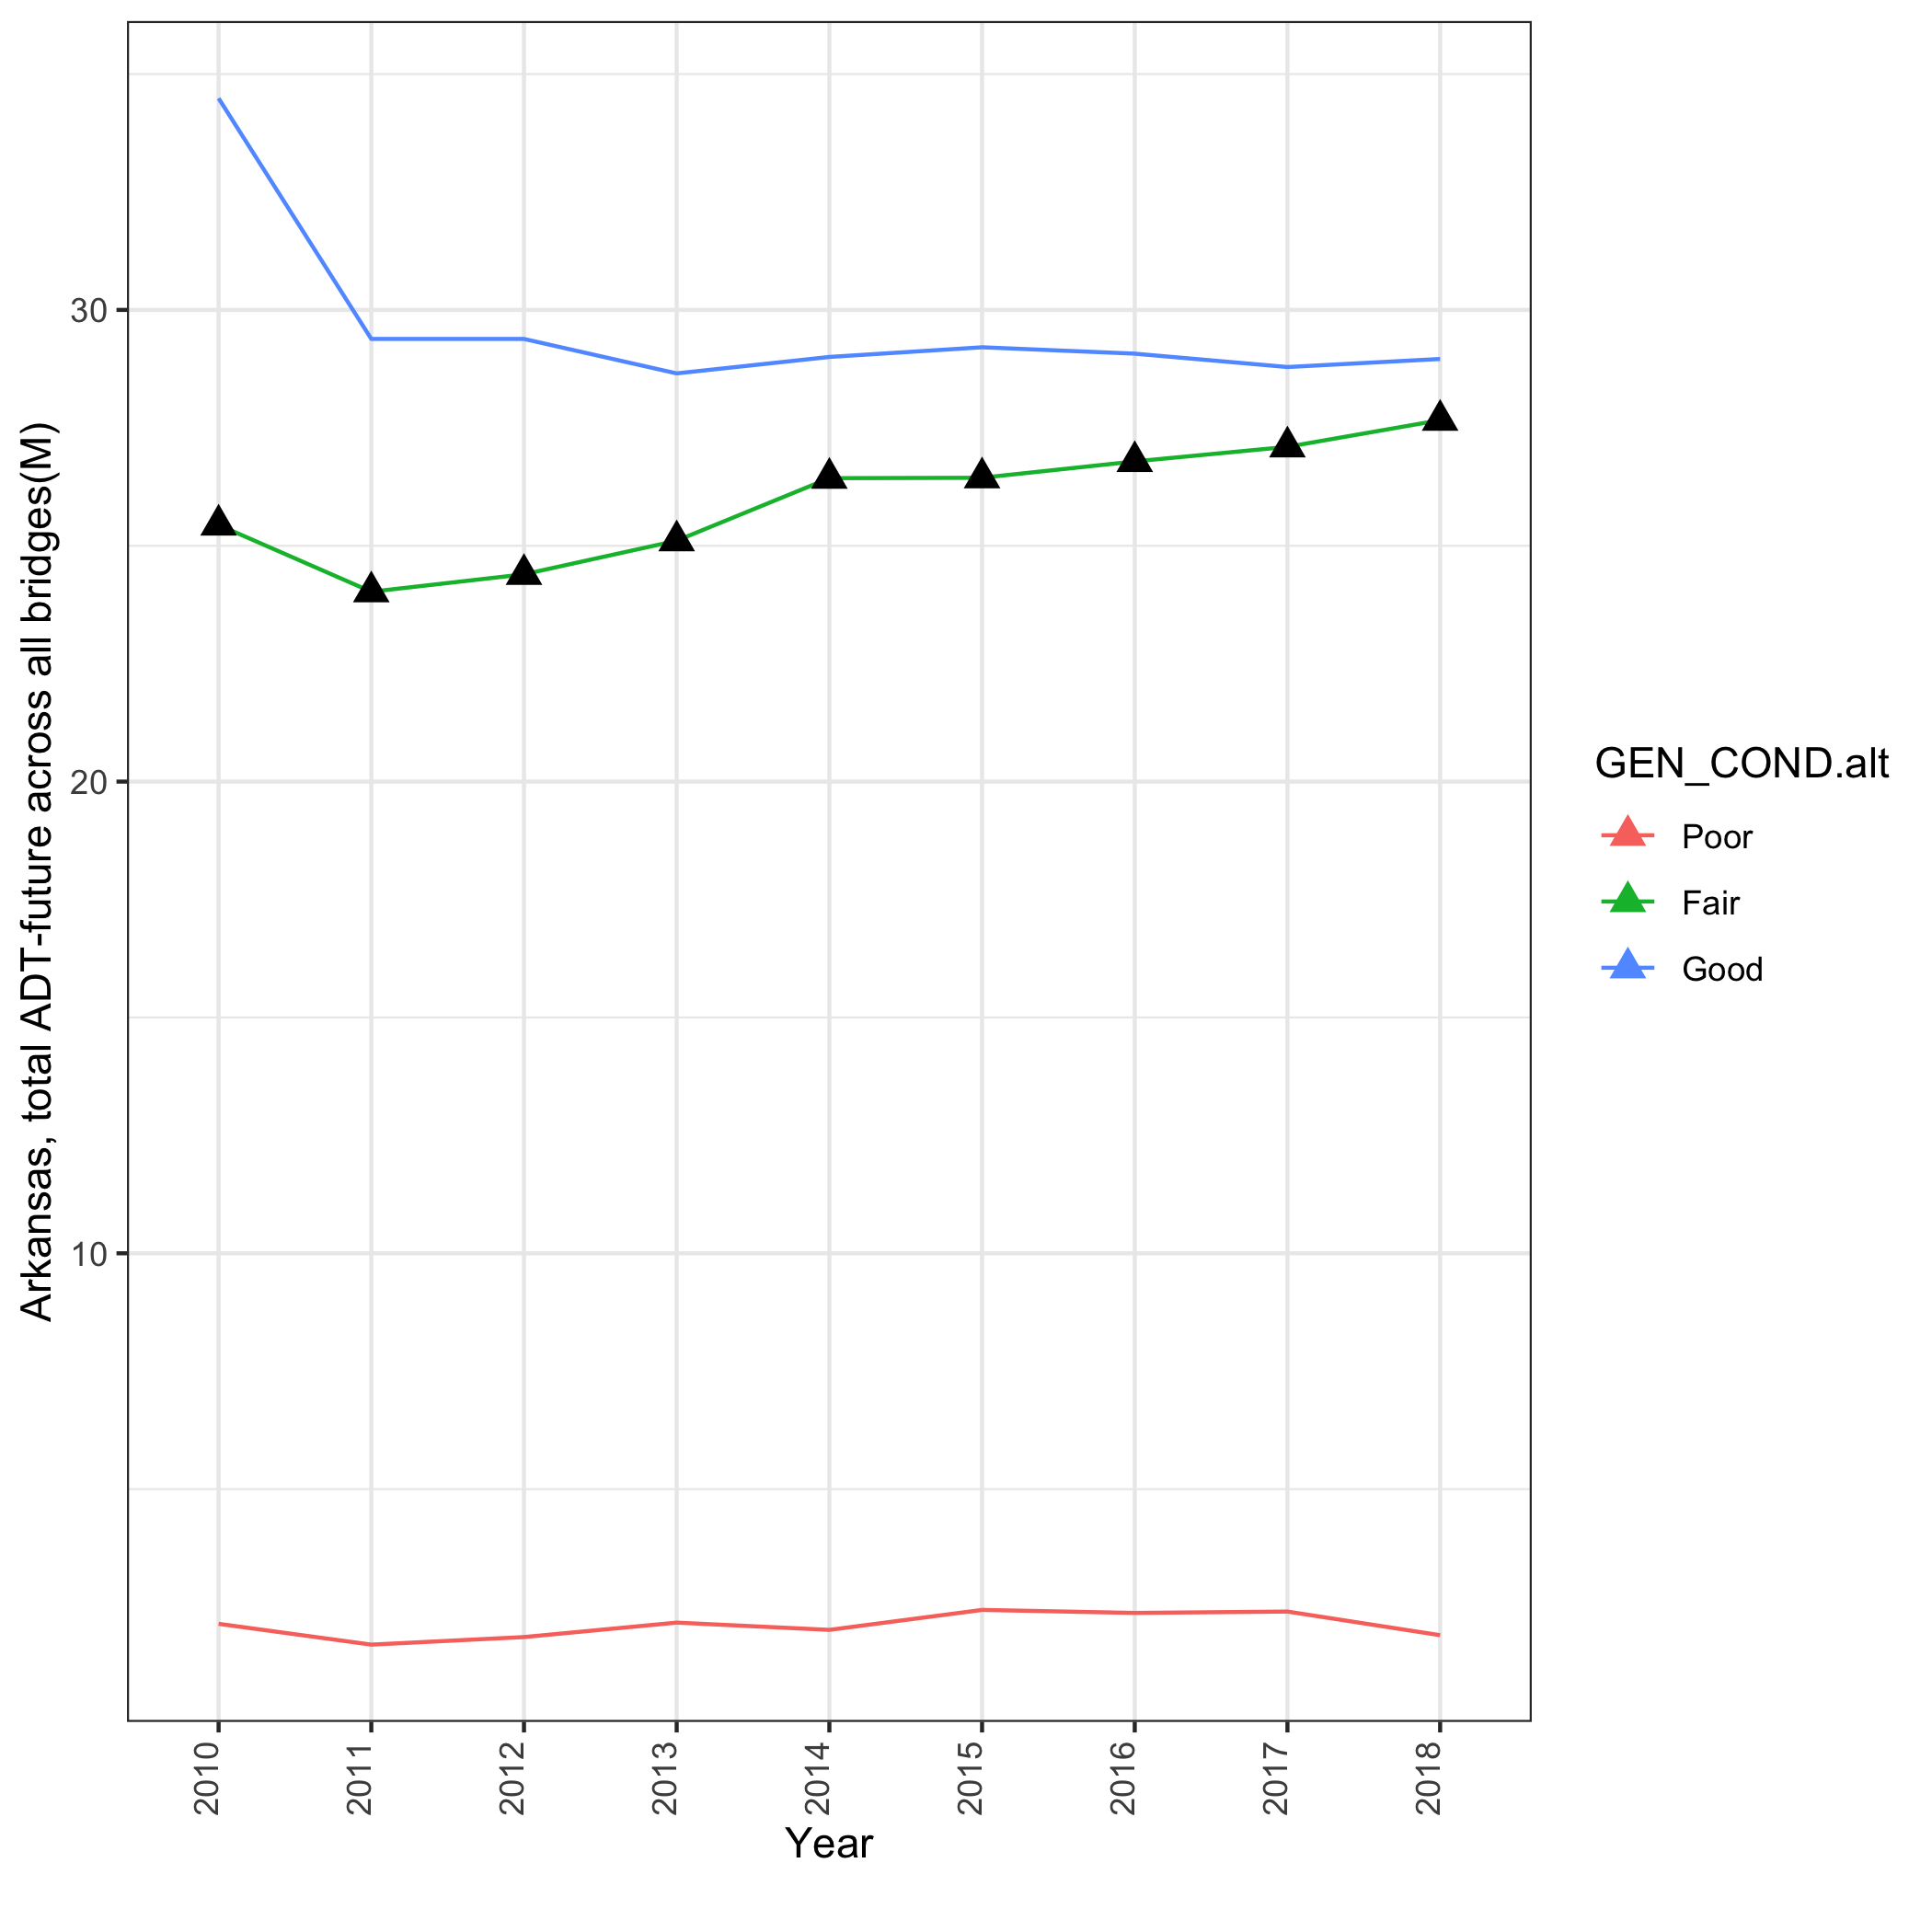 Arkansas, total ADT-future across all bridges(M)
30
20
10
2010
2011
2012
2013
2014
2015
2016
2017
2018
Year
GEN_COND.alt
Poor
Fair
Good